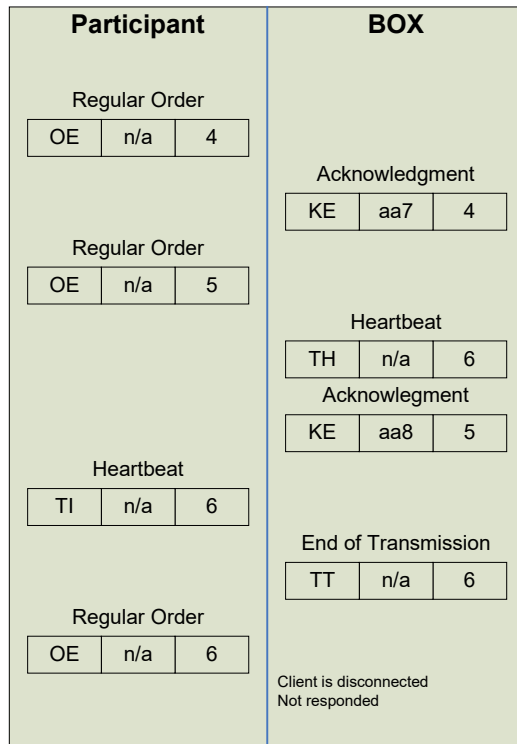 Participant BOX
Regular Order
OE n/a 4
Acknowledgment
KE aa7 4
Regular Order
OE n/a 5
Heartbeat
TH n/a 6
Acknowlegment
KE aa8 5
Heartbeat
TI n/a 6
End of Transmission
TT n/a 6
Regular Order
OE n/a 6
Client is disconnected
Not responded